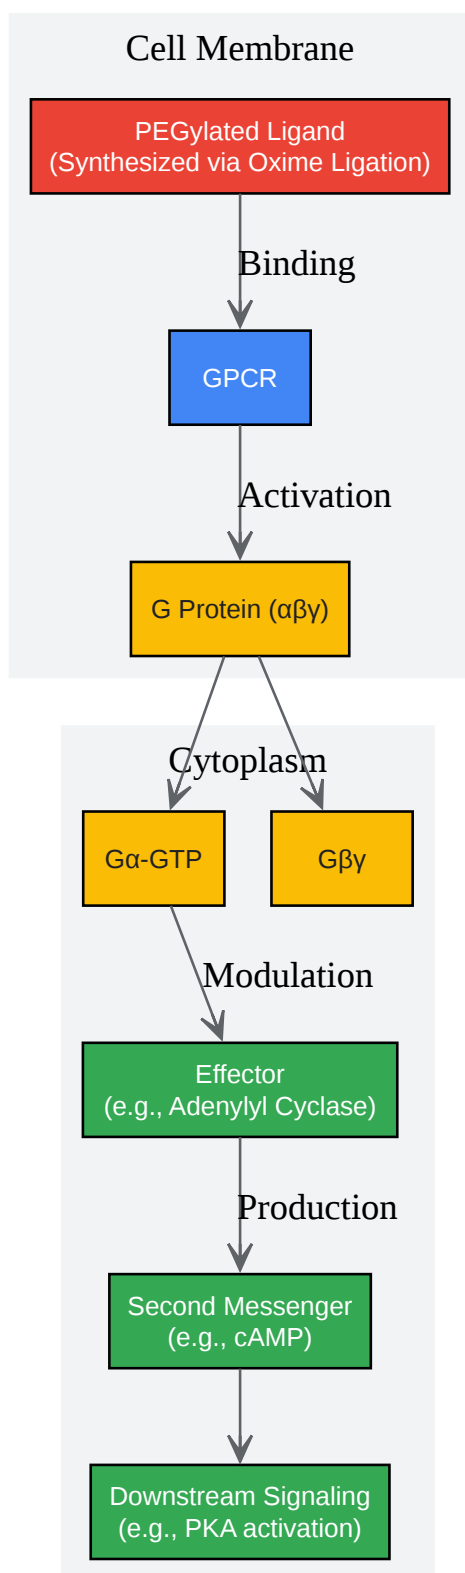 Cell Membrane
PEGylated Ligand
(Synthesized via Oxime Ligation)
Binding
GPCR
Activation
G Protein (αβγ)
Cytoplasm
Gα-GTP
Gβγ
Modulation
Effector
(e.g., Adenylyl Cyclase)
Production
Second Messenger
(e.g., cAMP)
Downstream Signaling
(e.g., PKA activation)